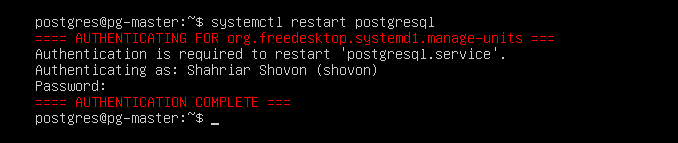 postgres@pg-master:~$ systemctl restart postgresql
==== AUTHENTICATING FOR org.freedesktop.systemd1.manage-units ===
Authentication is required to restart 'postgresql.service'.
Authenticating as: Shahriar Shovon (shovon)
Password:
==== AUTHENTICATION COMPLETE ===
postgres@pg-master:~$ _